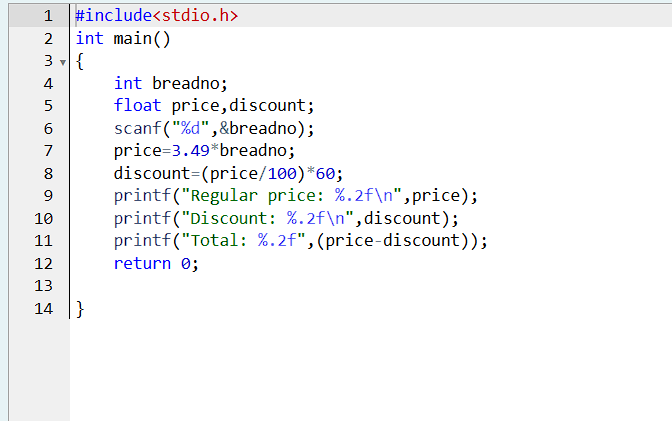 1 #include<stdio.h>
2 int main()
3 {
4 int breadno;
5 float price,discount;
6 scanf("%d",&breadno);
7 price=3.49*breadno;
8 discount=(price/100)*60;
9 printf("Regular price: %.2f\n",price);
10 printf("Discount: %.2f\n",discount);
11 printf("Total: %.2f",(price-discount));
12 return 0;
13
14 }